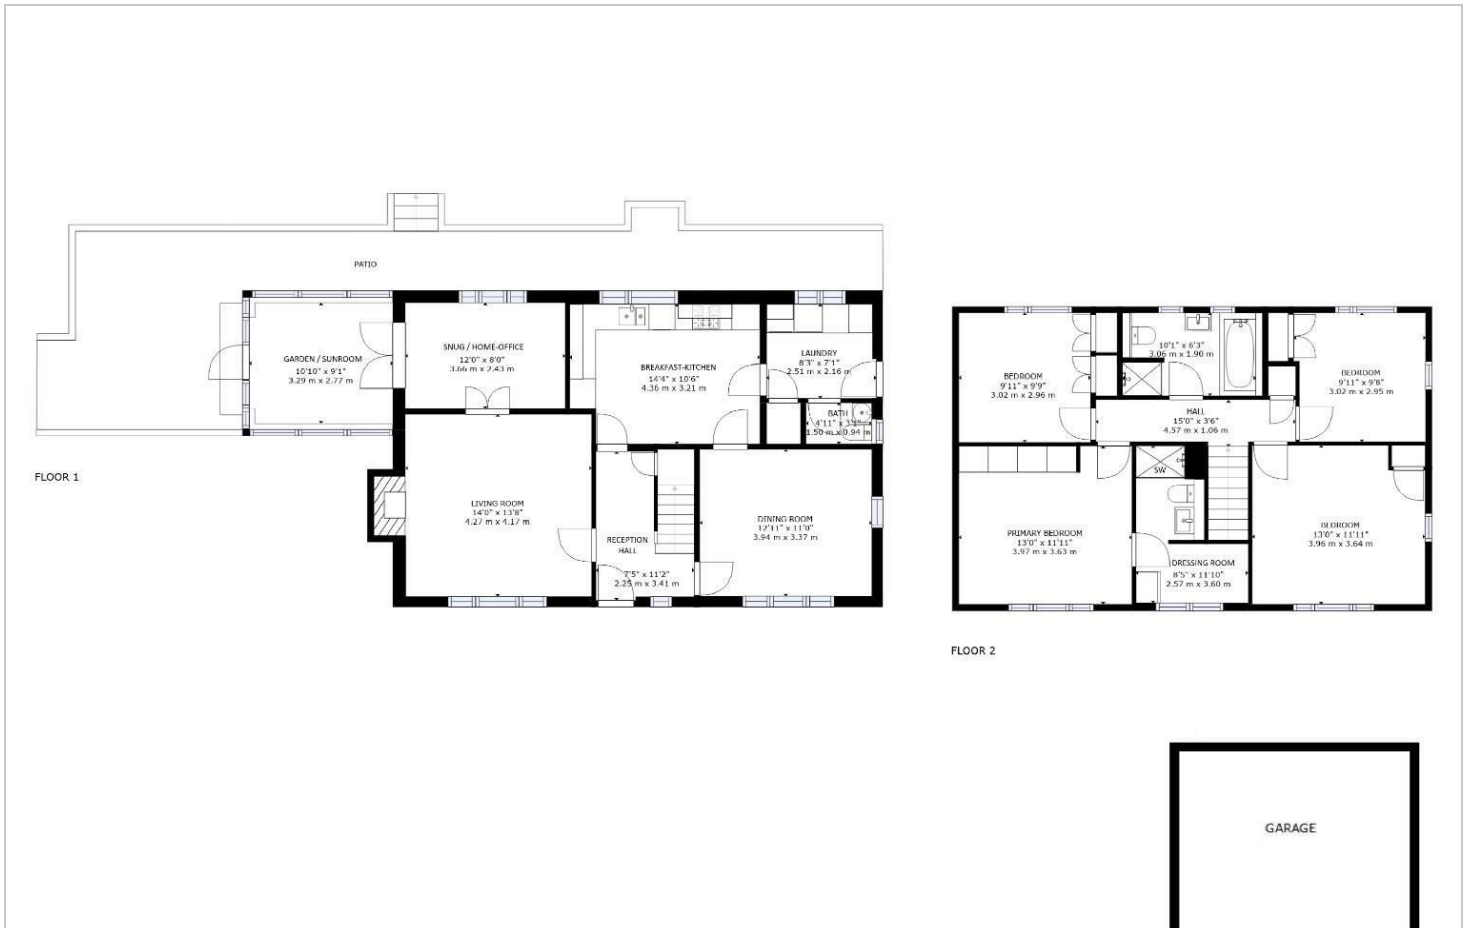 PATIO
GARDEN / SUNROOM
10'10" x 9'1"
3.29 m x 2.77 m
SNUG / HOME-OFFICE
12'0" x 8'0"
3.66 m x 2.43 m
BREAKFAST-KITCHEN
14'4" x 10'6"
4.36 m x 3.21 m
LAUNDRY
8'3" x 7'1"
2.51 m x 2.16 m
BATH
4'11" x 3'1"
1.50 m x 0.94 m
FLOOR 1
LIVING ROOM
14'0" x 13'8"
4.27 m x 4.17 m
RECEPTION
HALL
7'5" x 11'2"
2.25 m x 3.41 m
DINING ROOM
12'11" x 11'0"
3.94 m x 3.37 m
BEDROOM
9'11" x 9'9"
3.02 m x 2.96 m
10'1" x 6'3"
3.06 m x 1.90 m
BEDROOM
9'11" x 9'8"
3.02 m x 2.95 m
HALL
15'0" x 3'6"
4.57 m x 1.06 m
SW
PRIMARY BEDROOM
13'0" x 11'11"
3.97 m x 3.63 m
DRESSING ROOM
8'5" x 11'10"
2.57 m x 3.60 m
BEDROOM
13'0" x 11'11"
3.96 m x 3.64 m
FLOOR 2
GARAGE